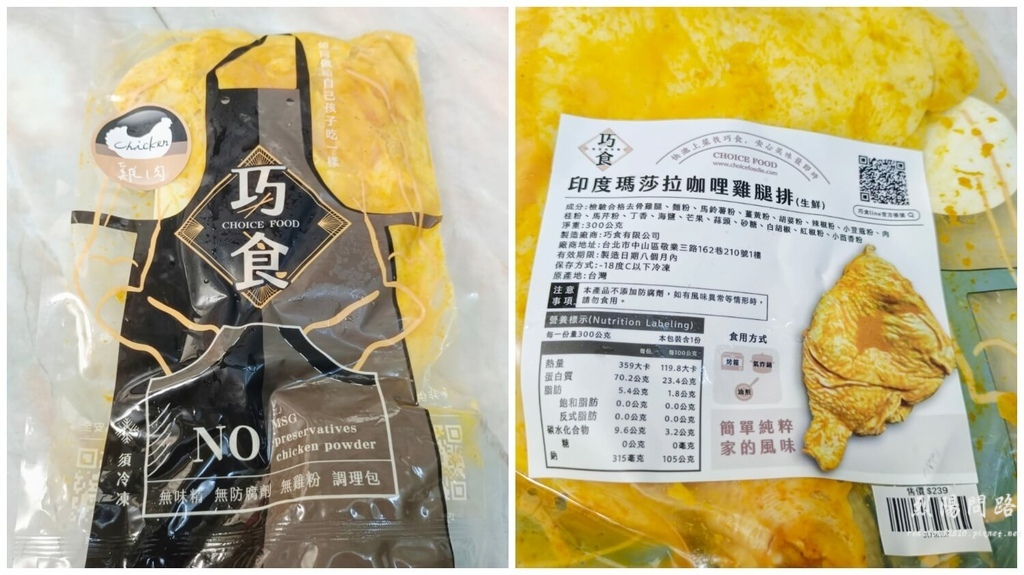 Chicken
雞肉
巧
CHOICE FOOD
食
NO
MSG
preservatives
chicken powder
無味精 無防腐劑 無雞粉 調理包
須冷凍
巧
食
CHOICE FOOD
印度瑪莎拉咖哩雞腿排(生鮮)
成分:檢驗合格去骨雞腿、麵粉、馬鈴薯粉、薑黃粉、胡荽粉、辣椒粉、小荳蔻粉、肉
桂粉、馬芹粉、丁香、海鹽、芒果、蒜頭、砂糖、白胡椒、紅椒粉、小茴香粉
淨重:300公克
製造廠商:巧食有限公司
廠商地址:台北市中山區敬業三路162巷210號1樓
有效期限:製造日期八個月內
保存方式:-18度C以下冷凍
原產地:台灣
注意事項
本產品不添加防腐劑,如有風味異常等情形時,
請勿食用。
營養標示(Nutrition Labeling)
每一份量300公克 本包裝含1份
每份 每100公克
熱量 359大卡 119.8大卡
蛋白質 70.2公克 23.4公克
脂肪 5.4公克 1.8公克
飽和脂肪 0.0公克 0.0公克
反式脂肪 0.0公克 0.0公克
碳水化合物 9.6公克 3.2公克
糖 0公克 0毫克
鈉 315毫克 105公克
食用方式
烤箱 氣炸鍋
油煎
簡單純粹
家的風味
售價 $239